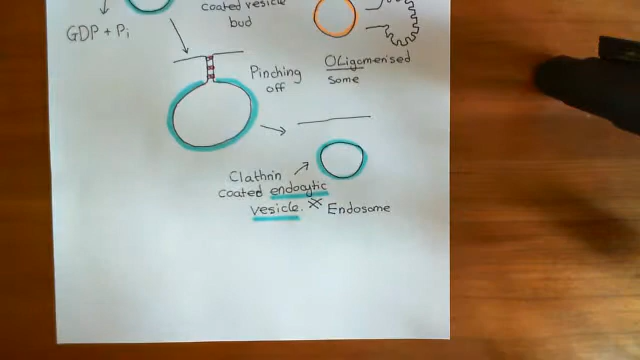 coated vesicle
bud
GDP + Pi
Pinching
off
OLigomerised
some
Clathrin
coated endocytic
vesicle. Endosome